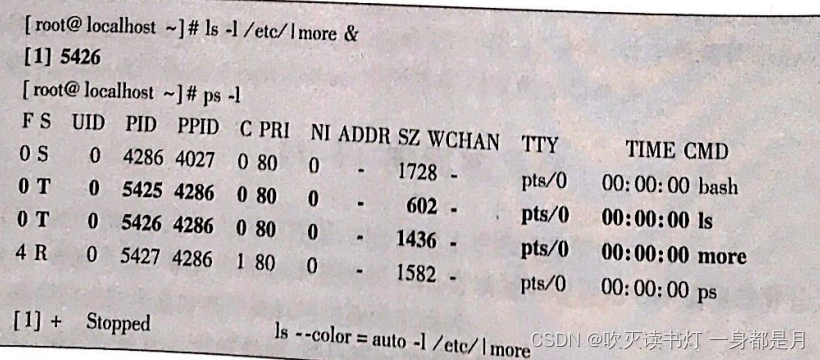 [root@ localhost ~]# ls -l /etc/ | more &
[1] 5426
[root@ localhost ~]# ps -l
F S UID PID PPID C PRI NI ADDR SZ WCHAN TTY TIME CMD
0 S 0 4286 4027 0 80 0 - 1728 - pts/0 00:00:00 bash
0 T 0 5425 4286 0 80 0 - 602 - pts/0 00:00:00 ls
0 T 0 5426 4286 0 80 0 - 1436 - pts/0 00:00:00 more
4 R 0 5427 4286 1 80 0 - 1582 - pts/0 00:00:00 ps
[1] + Stopped ls --color = auto -l /etc/ | more
CSDN @吹灭读书灯 一身都是月